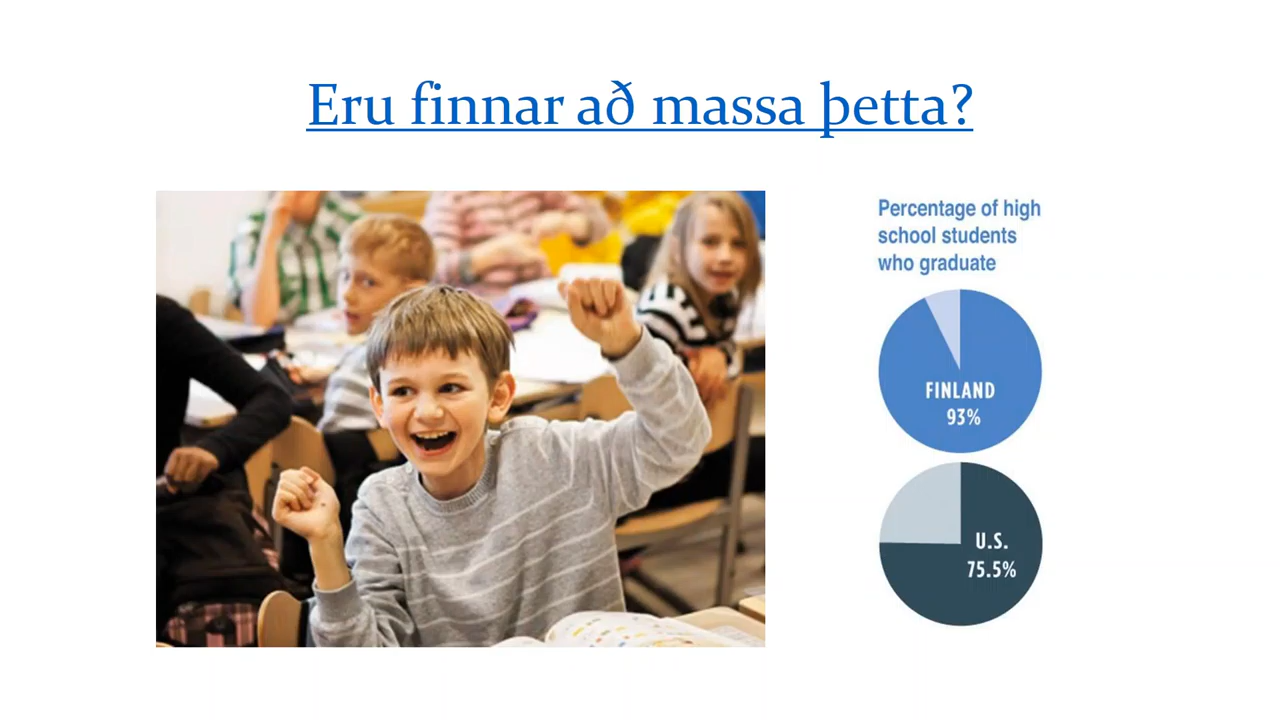 Eru finnar að massa þetta?
Percentage of high
school students
who graduate
FINLAND
93%
U.S.
75.5%